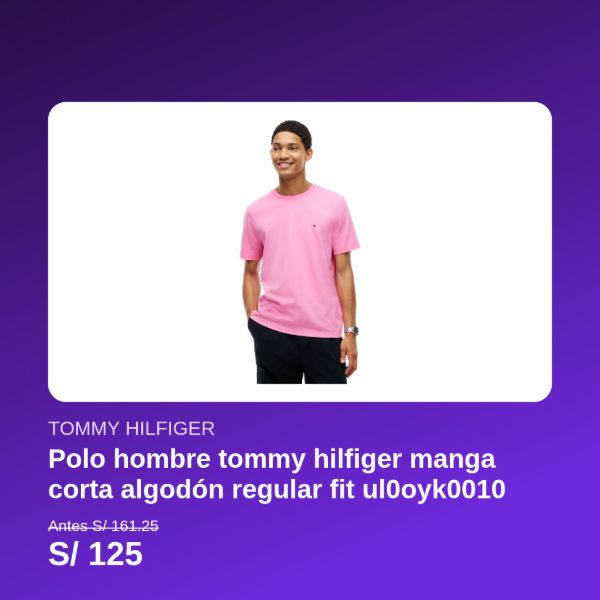 TOMMY HILFIGER
Polo hombre tommy hilfiger manga
corta algodón regular fit ul0oyk0010
Antes S/ 161.25
S/ 125